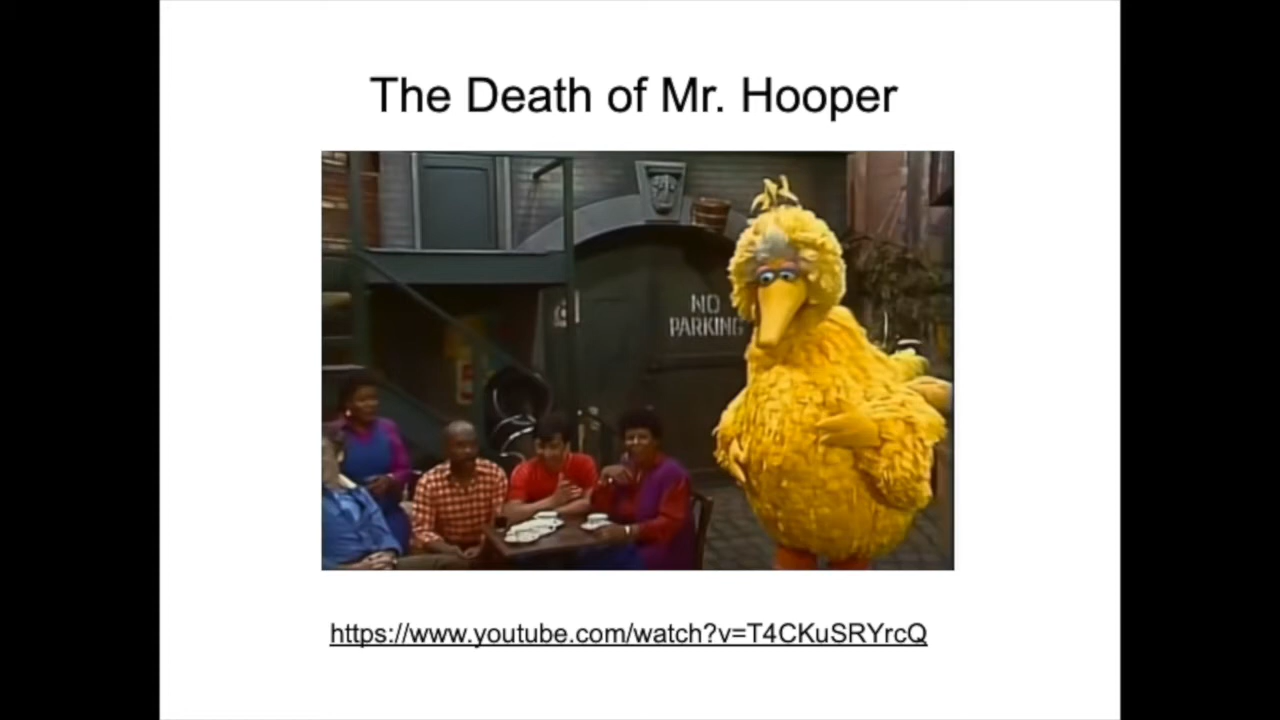 The Death of Mr. Hooper
NO
PARKING
https://www.youtube.com/watch?v=T4CKuSRYrcQ